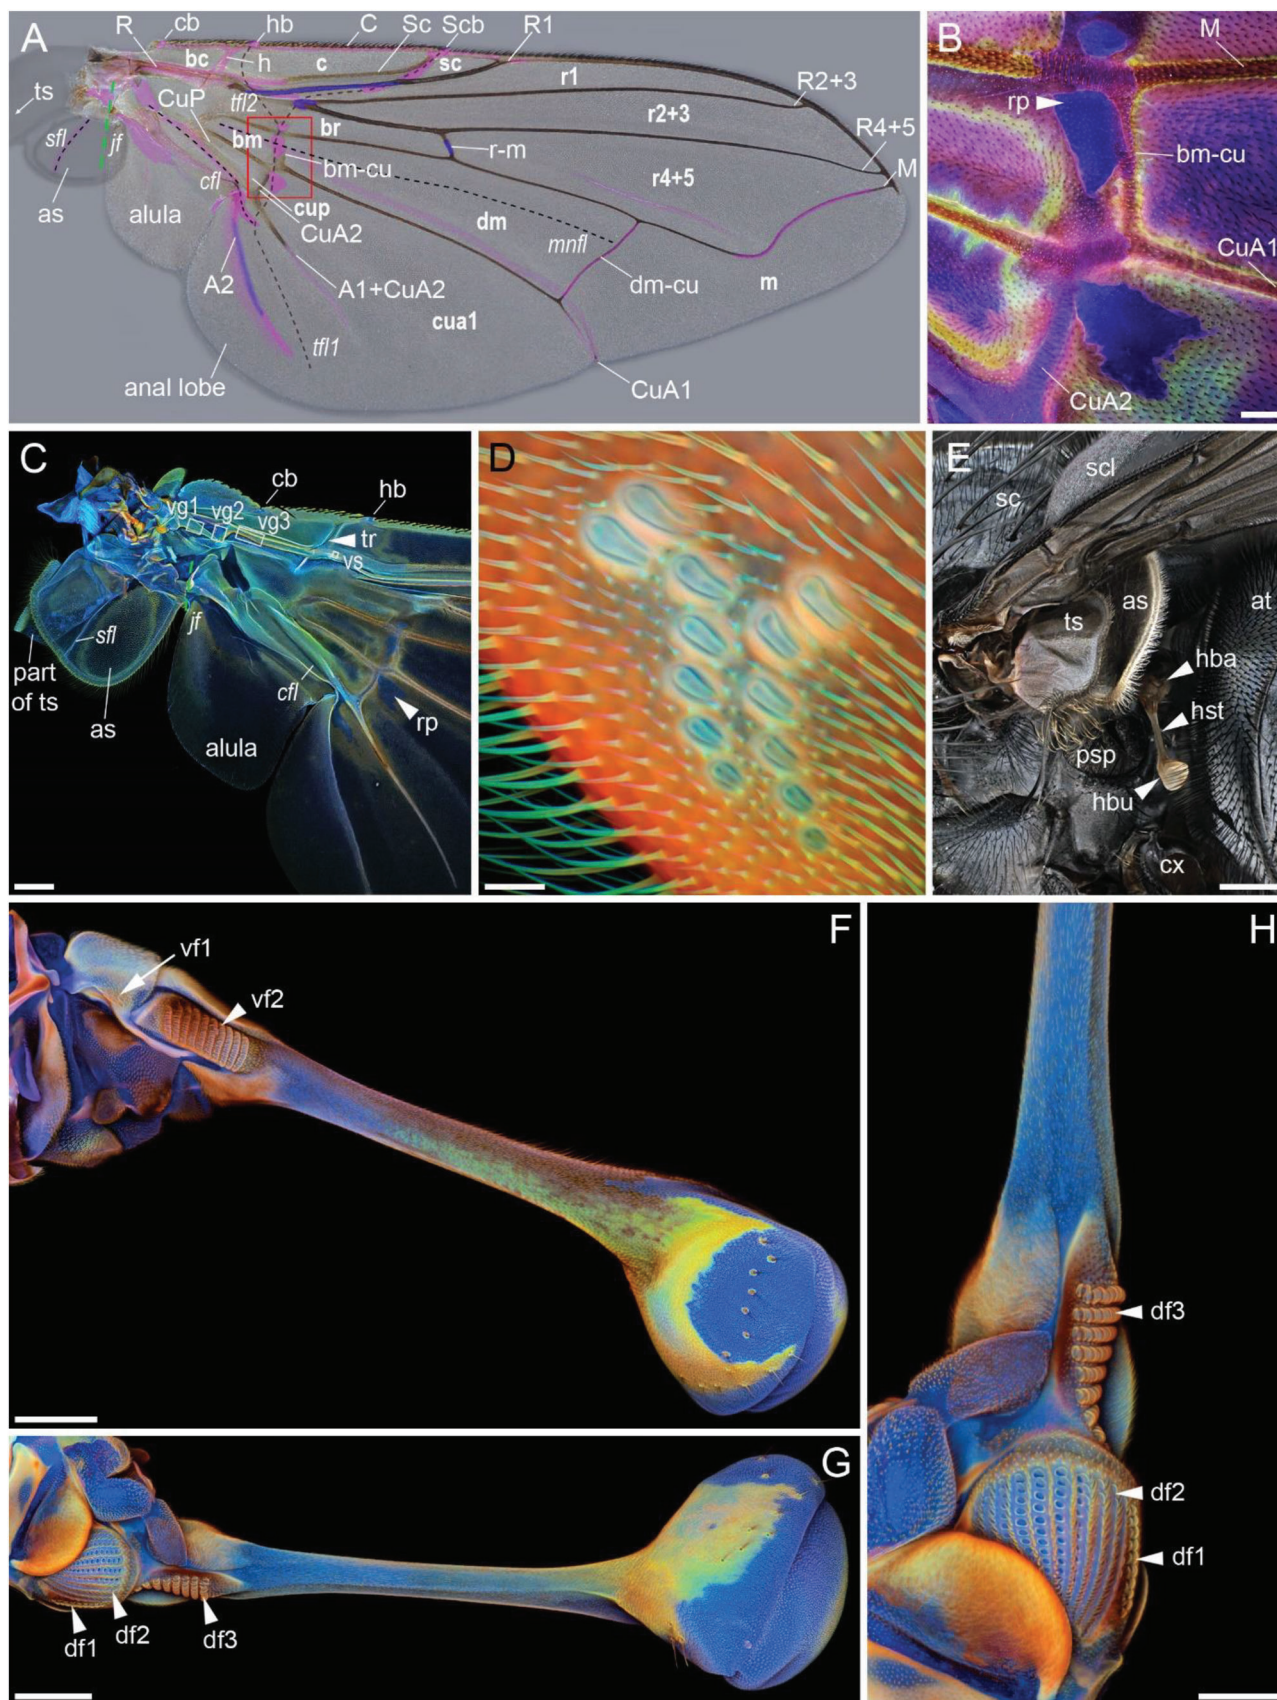 A
cb
hb
C
Sc
Scb
R
R1
bc
h
c
sc
r1
R2+3
ts
CuP
tfl2
r2+3
sfl
jf
bm
br
r-m
R4+5
bm-cu
r4+5
M
cfl
as
alula
cup
CuA2
dm
mnfl
A2
A1+CuA2
dm-cu
m
cua1
tfl1
anal lobe
CuA1
B
M
rp
bm-cu
CuA1
CuA2
C
cb
hb
vg1
vg2
vg3
tr
vs
jf
sfl
part
of ts
as
cfl
alula
rp
D
E
scl
sc
as
ts
at
hba
hst
psp
hbu
cx
F
vf1
vf2
G
df1
df2
df3
H
df3
df2
df1